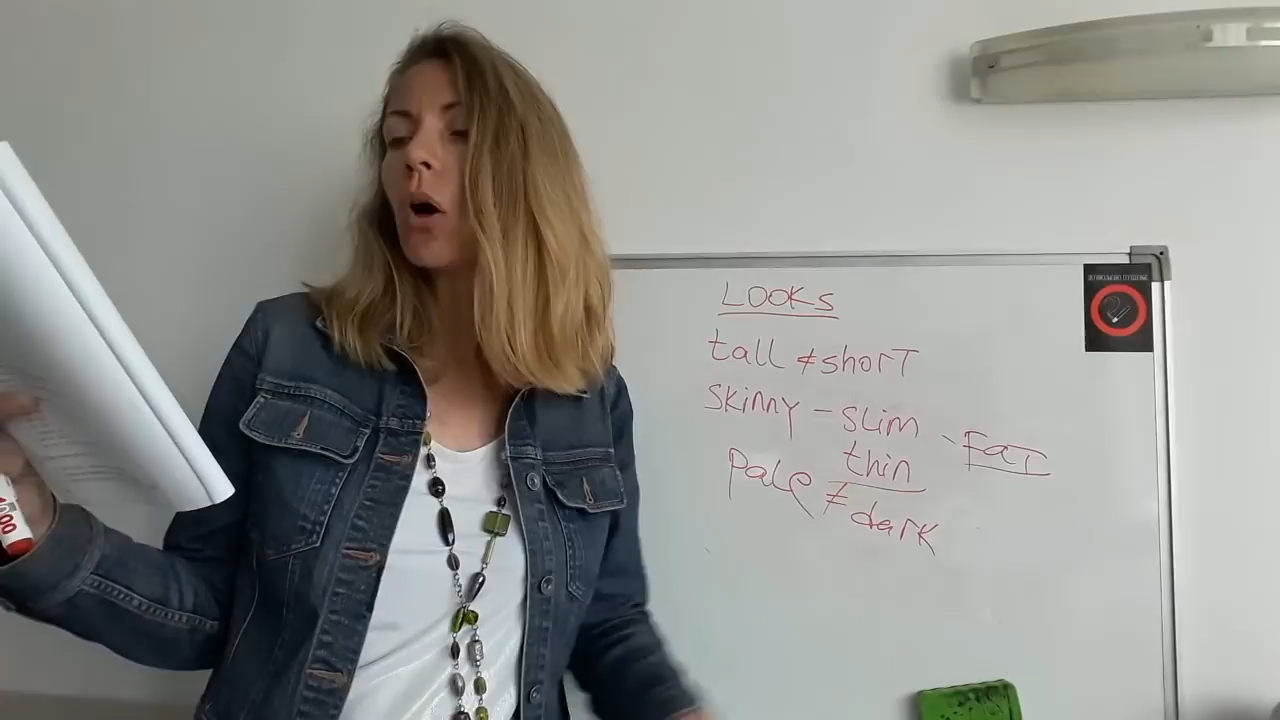 LOOKS
tall ≠ short
skinny - slim - FaT
thin
pale ≠ dark